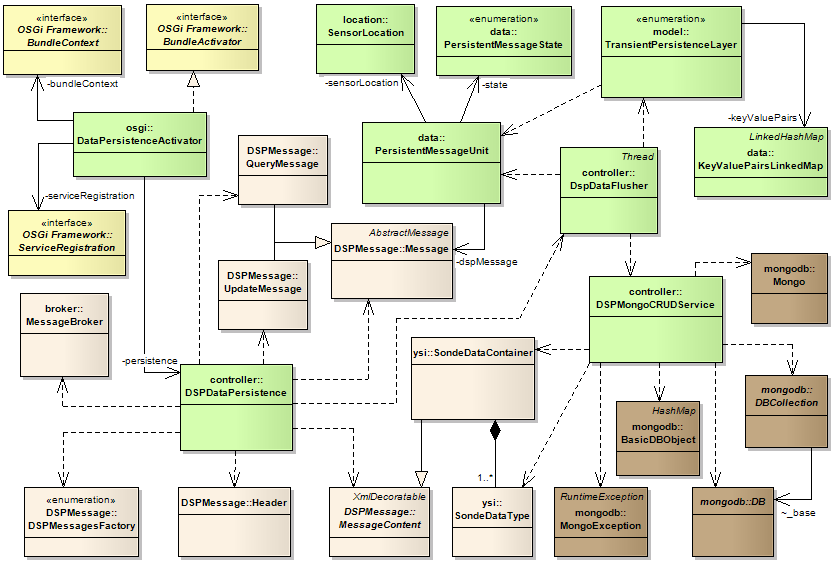 «interface»
OSGi Framework::
BundleContext
«interface»
OSGi Framework::
BundleActivator
location::
SensorLocation
«enumeration»
data::
PersistentMessageState
«enumeration»
model::
TransientPersistenceLayer
-bundleContext
-sensorLocation
-state
-keyValuePairs
osgi::
DataPersistenceActivator
DSPMessage::
QueryMessage
data::
PersistentMessageUnit
Thread
controller::
DspDataFlusher
LinkedHashMap
data::
KeyValuePairsLinkedMap
-serviceRegistration
«interface»
OSGi Framework::
ServiceRegistration
AbstractMessage
DSPMessage::Message
-dspMessage
DSPMessage::
UpdateMessage
controller::
DSPMongoCRUDService
mongodb::
Mongo
broker::
MessageBroker
-persistence
controller::
DSPDataPersistence
ysi::SondeDataContainer
mongodb::
DBCollection
HashMap
mongodb::
BasicDBObject
1..*
«enumeration»
DSPMessage::
DSPMessagesFactory
DSPMessage::Header
XmlDecoratable
DSPMessage::
MessageContent
ysi::
SondeDataType
RuntimeException
mongodb::
MongoException
mongodb::DB
~_base